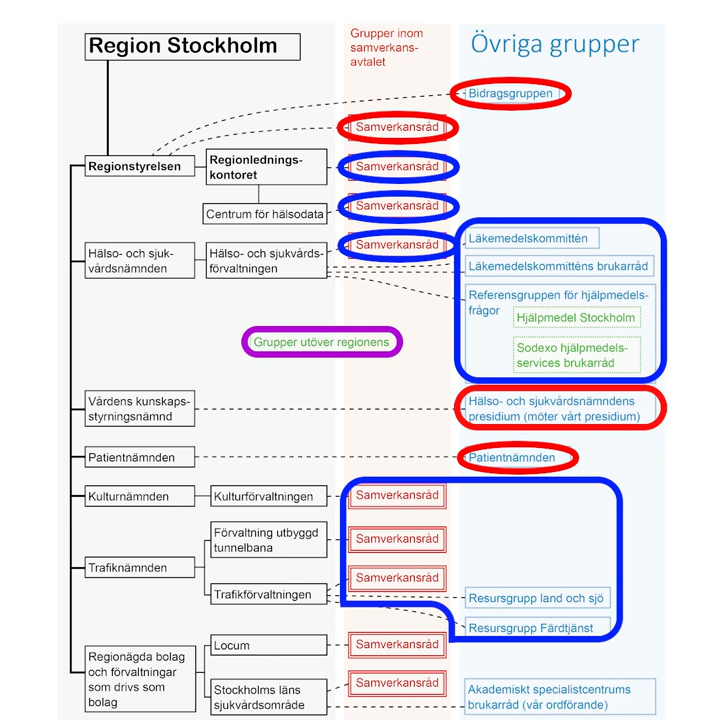 Region Stockholm
Grupper inom
samverkans-
avtalet
Övriga grupper
Bidragsgruppen
Samverkansråd
Regionstyrelsen
Regionlednings-
kontoret
Samverkansråd
Centrum för hälsodata
Samverkansråd
Hälso- och sjuk-
vårdsnämnden
Hälso- och sjukvårds-
förvaltningen
Samverkansråd
Läkemedelskommittén
Läkemedelskommitténs brukarråd
Referensgruppen för hjälpmedels-
frågor
Hjälpmedel Stockholm
Sodexo hjälpmedels-
services brukarråd
Grupper utöver regionens
Vårdens kunskaps-
styrningsnämnd
Hälso- och sjukvårdsnämndens
presidium (möter vårt presidium)
Patientnämnden
Patientnämnden
Kulturnämnden
Kulturförvaltningen
Samverkansråd
Trafiknämnden
Förvaltning utbyggd
tunnelbana
Samverkansråd
Trafikförvaltningen
Samverkansråd
Resursgrupp land och sjö
Resursgrupp Färdtjänst
Regionägda bolag
och förvaltningar
som drivs som
bolag
Locum
Samverkansråd
Stockholms läns
sjukvårdsområde
Samverkansråd
Akademiskt specialistcentrums
brukarråd (vår ordförande)